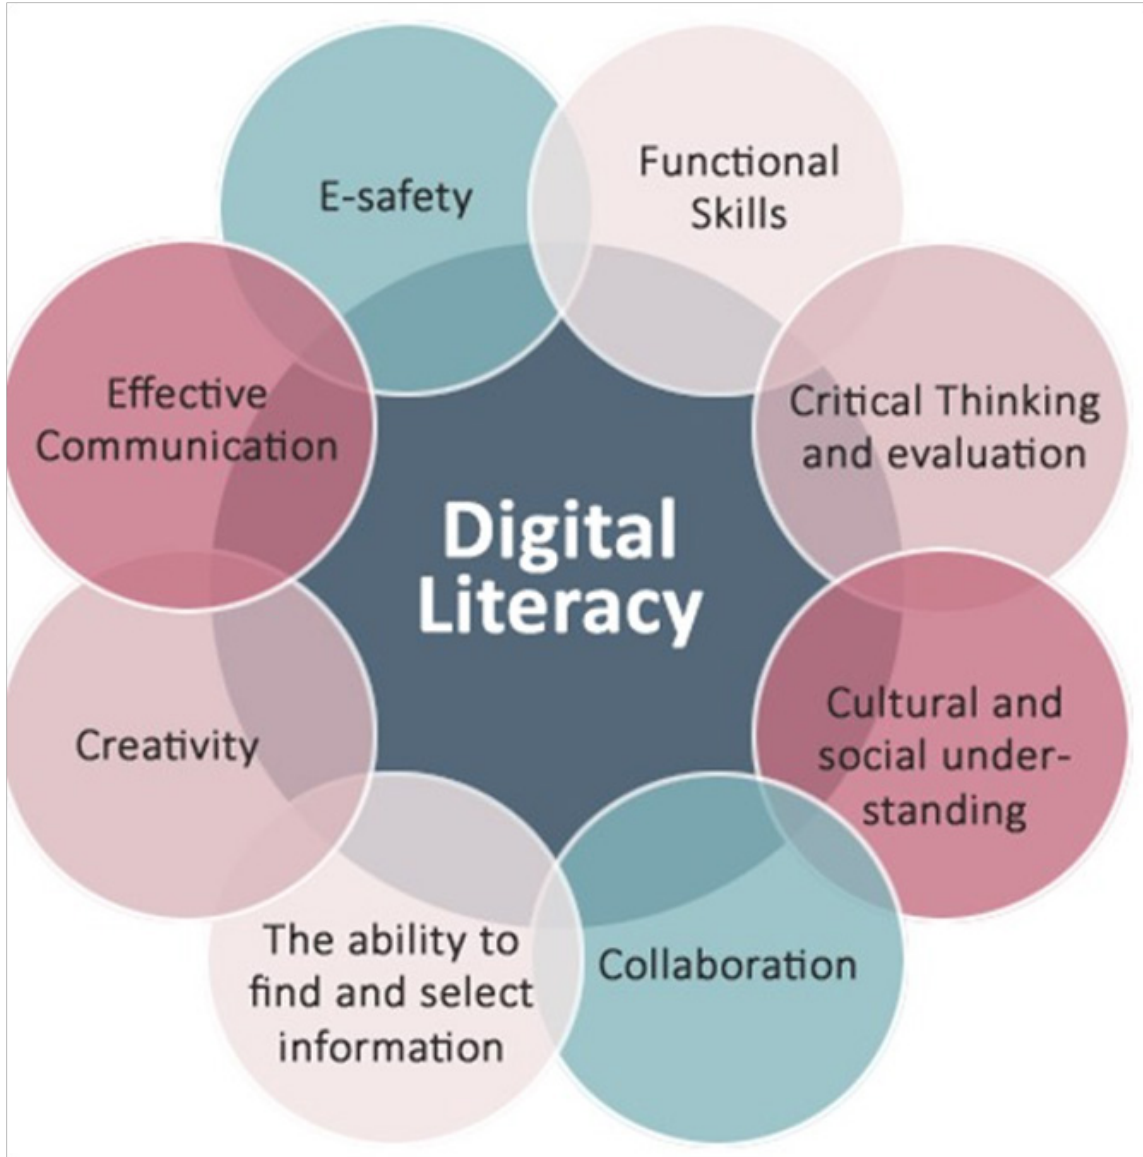 E-safety
Functional
Skills
Critical Thinking
and evaluation
Cultural and
social under-
standing
Collaboration
The ability to
find and select
information
Creativity
Effective
Communication
Digital
Literacy